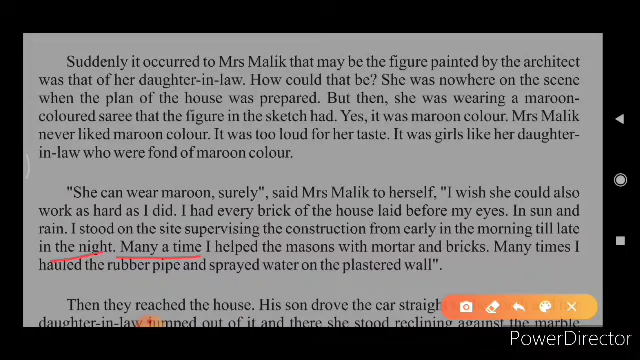 Suddenly it occurred to Mrs Malik that may be the figure painted by the architect
was that of her daughter-in-law. How could that be? She was nowhere on the scene
when the plan of the house was prepared. But then, she was wearing a maroon-
coloured saree that the figure in the sketch had. Yes, it was maroon colour. Mrs Malik
never liked maroon colour. It was too loud for her taste. It was girls like her daughter-
in-law who were fond of maroon colour.
"She can wear maroon, surely", said Mrs Malik to herself, "I wish she could also
work as hard as I did. I had every brick of the house laid before my eyes. In sun and
rain. I stood on the site supervising the construction from early in the morning till late
in the night. Many a time I helped the masons with mortar and bricks. Many times I
hauled the rubber pipe and sprayed water on the plastered wall".
Then they reached the house. His son drove the car straight
daughter-in-law jumped out of it and there she stood reclining against the marble
PowerDirector